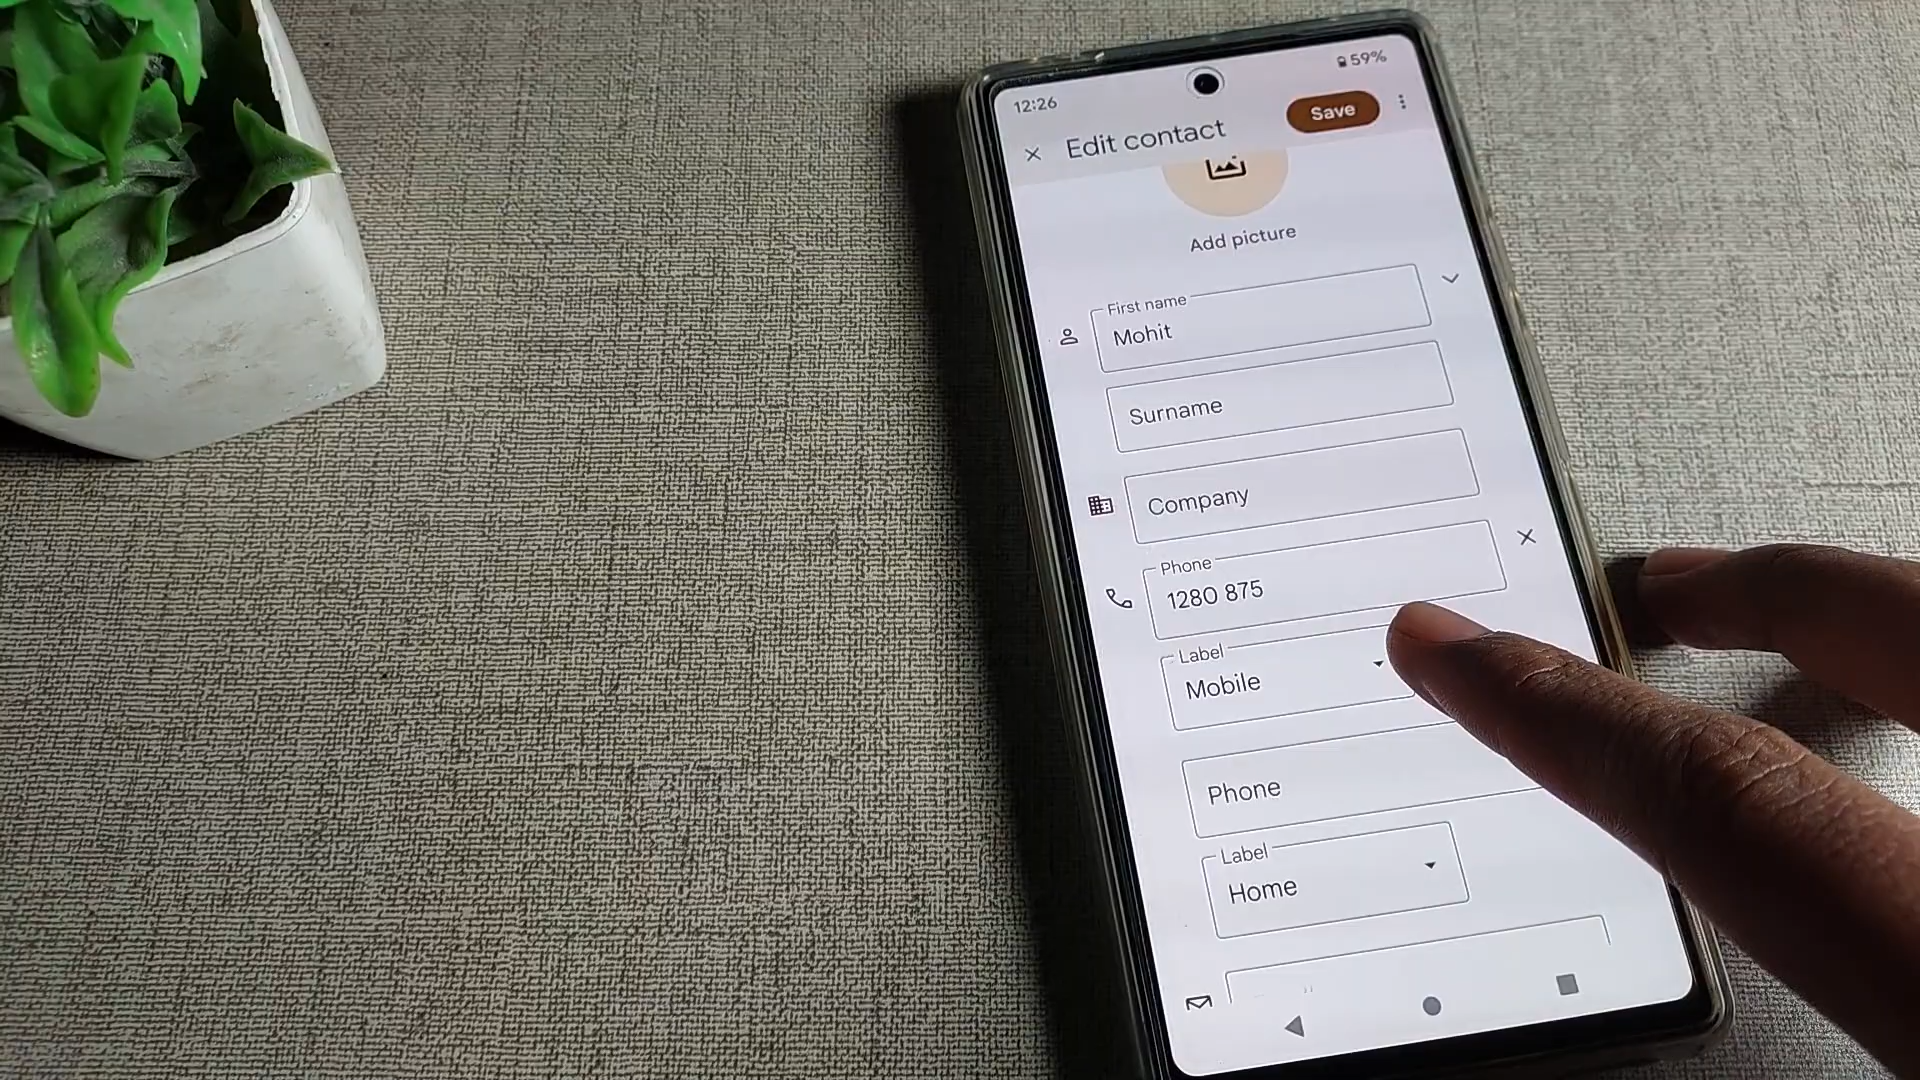 12:26
59%
Edit contact
Save
Add picture
First name
Mohit
Surname
Company
Phone
1280 875
Label
Mobile
Phone
Label
Home